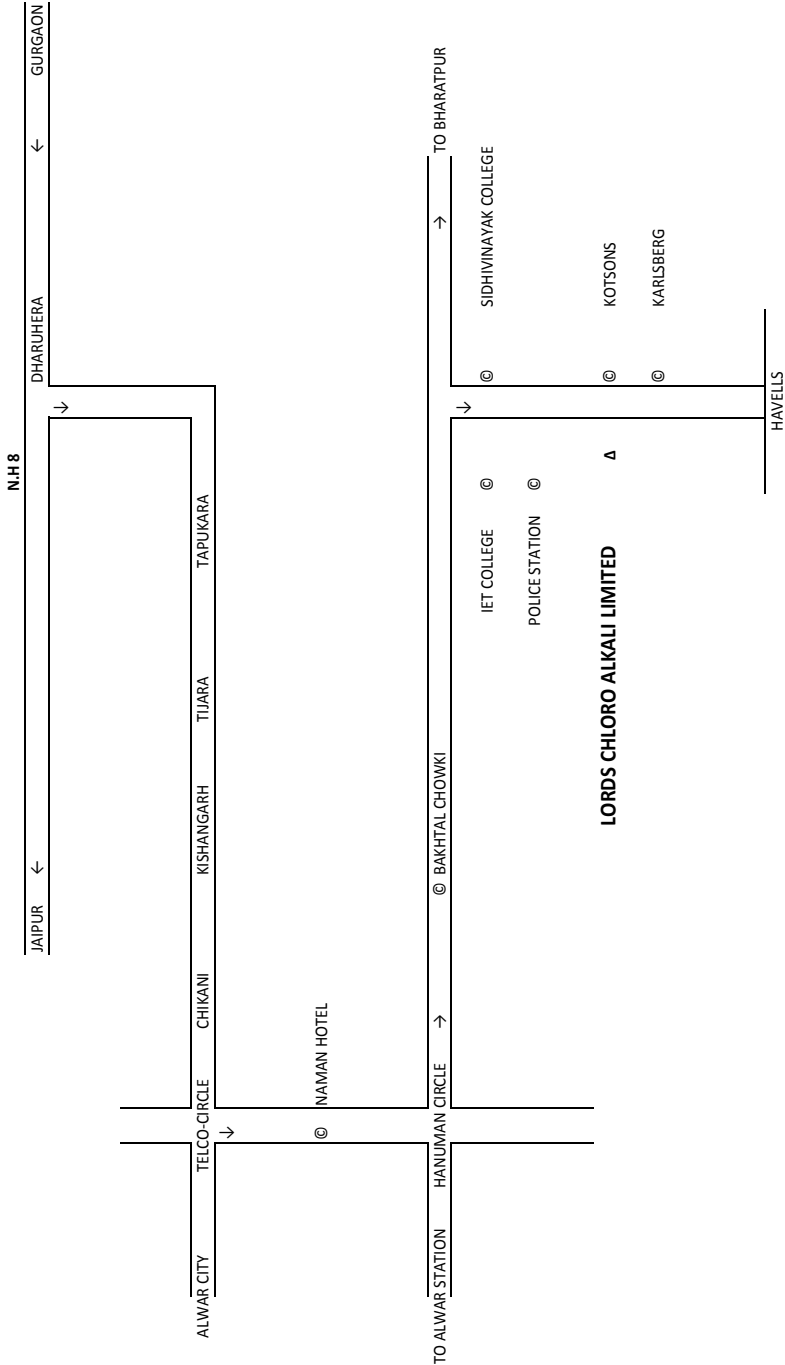 N.H 8
JAIPUR ← DHARUHERA ← GURGAON
↓
ALWAR CITY TELCO-CIRCLE CHIKANI KISHANGARH TIJARA TAPUKARA
↓
© NAMAN HOTEL
TO ALWAR STATION HANUMAN CIRCLE → © BAKHTAL CHOWKI → TO BHARATPUR
↓
IET COLLEGE © © SIDHIVINAYAK COLLEGE
POLICE STATION ©
LORDS CHLORO ALKALI LIMITED Δ © KOTSONS
© KARLSBERG
HAVELLS